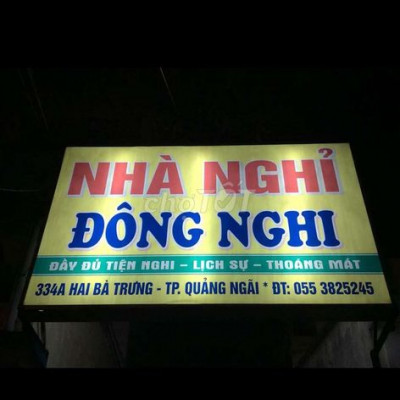 NHÀ NGHỈ
chợTỐT
ĐÔNG NGHI
ĐẦY ĐỦ TIỆN NGHI - LỊCH SỰ - THOÁNG MÁT
334A HAI BÀ TRƯNG - TP. QUẢNG NGÃI * ĐT: 055 3825245